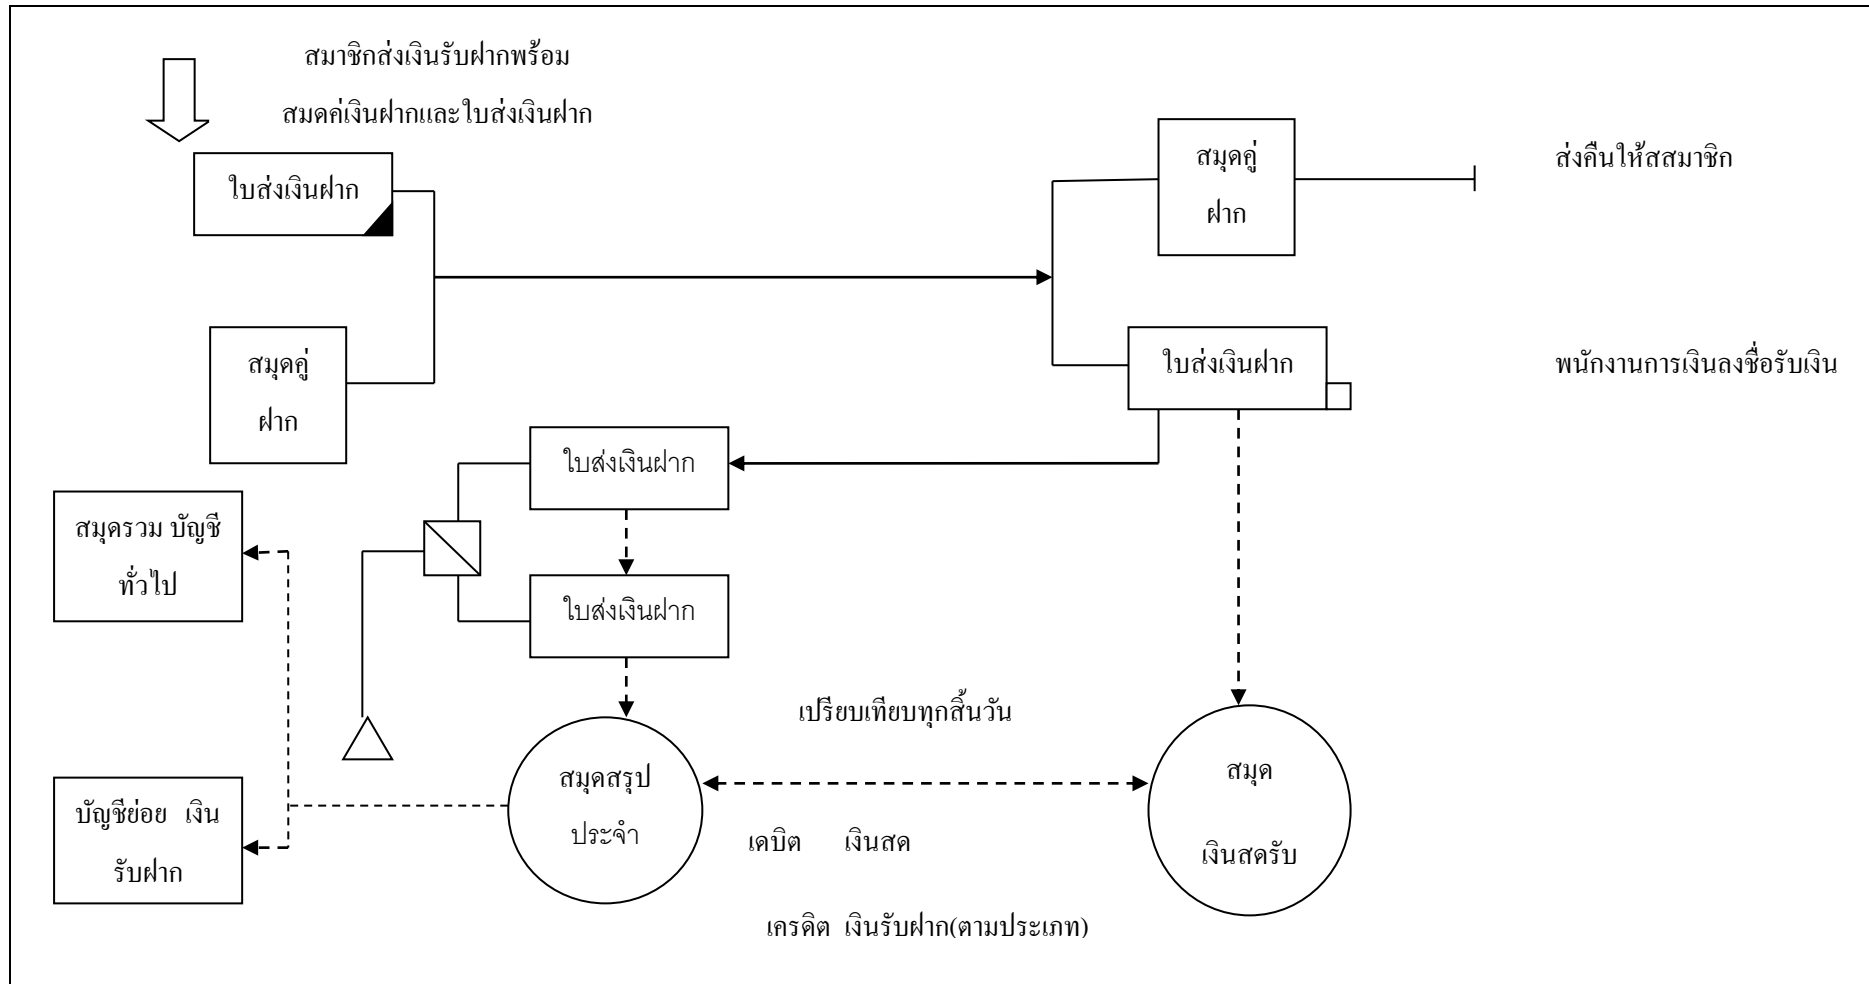 สมาชิกส่งเงินรับฝากพร้อม
สมดค่เงินฝากและใบส่งเงินฝาก
ใบส่งเงินฝาก
สมุดคู่
ฝาก
ส่งคืนให้สสมาชิก
สมุดคู่
ฝาก
ใบส่งเงินฝาก
พนักงานการเงินลงชื่อรับเงิน
ใบส่งเงินฝาก
สมุดรวม บัญชี
ทั่วไป
ใบส่งเงินฝาก
เปรียบเทียบทุกสิ้นวัน
สมุดสรุป
ประจำ
สมุด
เงินสดรับ
บัญชีย่อย เงิน
รับฝาก
เดบิต เงินสด
เครดิต เงินรับฝาก(ตามประเภท)